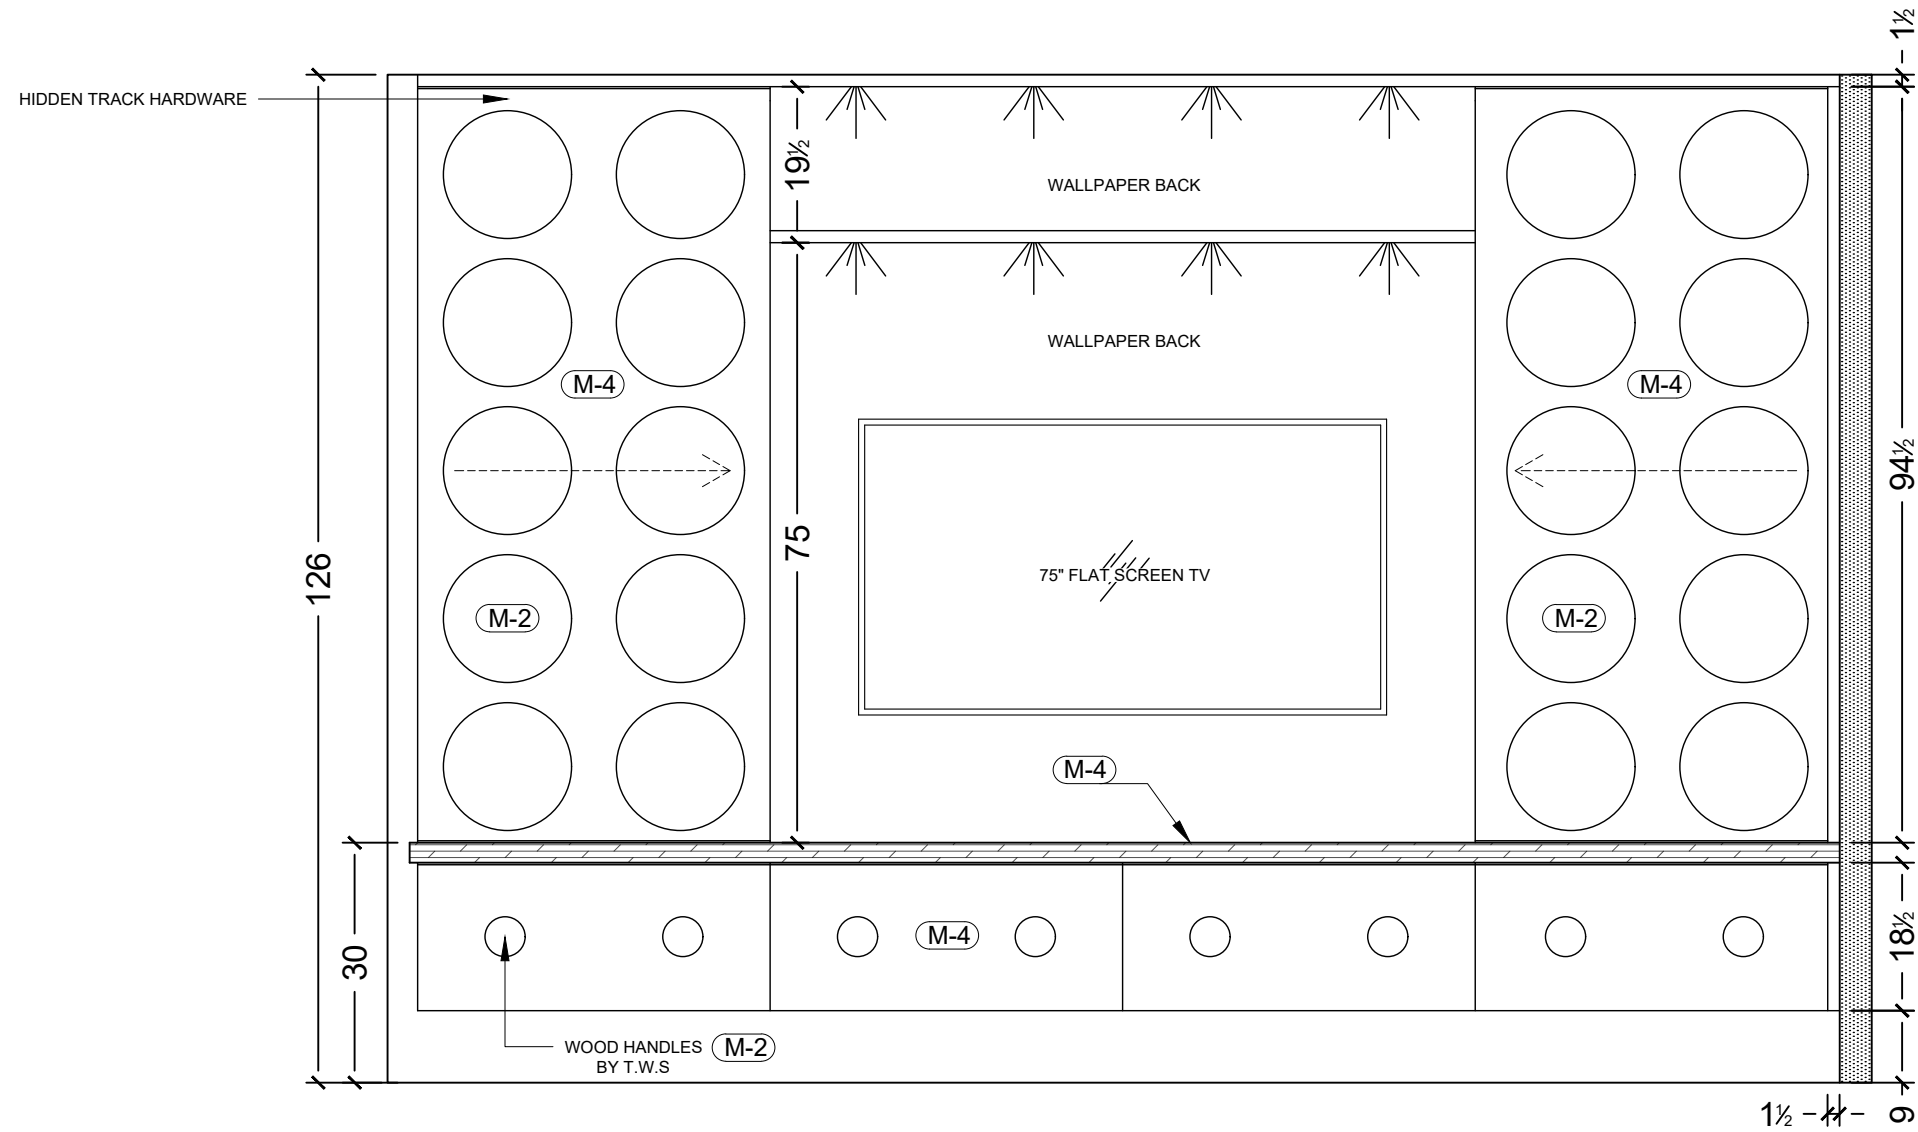 1½
HIDDEN TRACK HARDWARE
19½
WALLPAPER BACK
WALLPAPER BACK
M-4
M-4
94½
126
75
75" FLAT SCREEN TV
M-2
M-2
M-4
30
M-4
18½
WOOD HANDLES M-2
BY T.W.S
1½
9